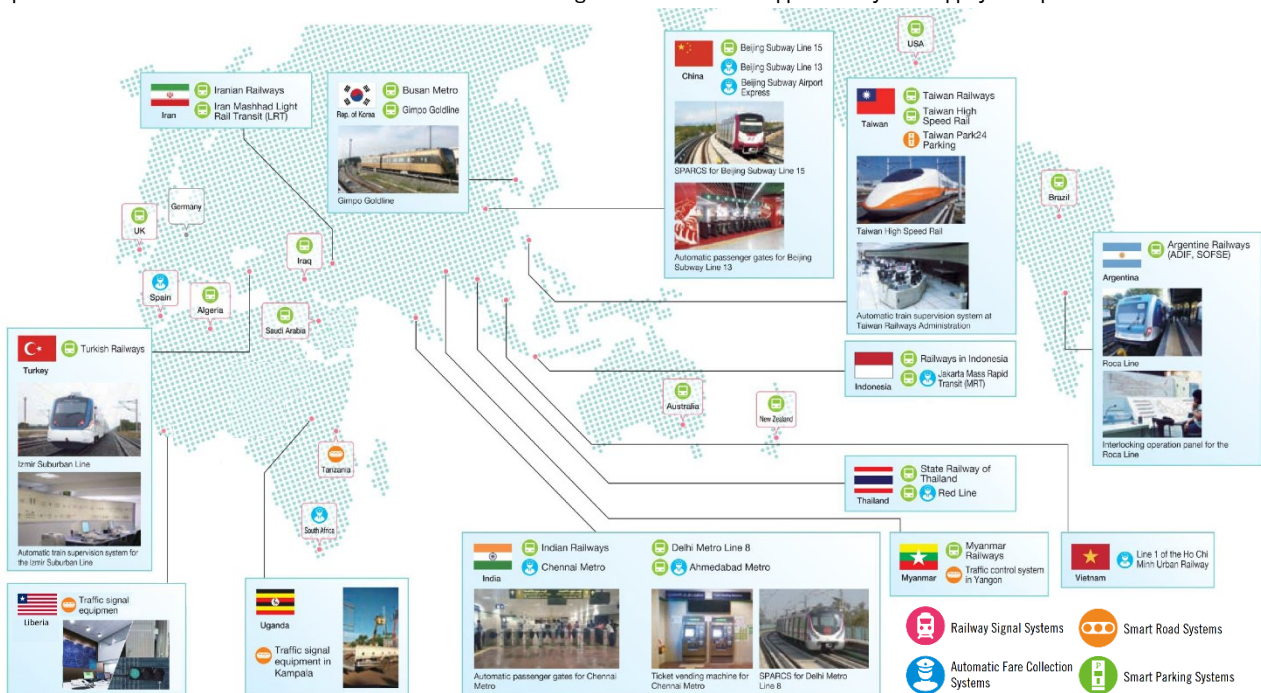 USA
Iran
Iranian Railways
Iran Mashhad Light
Rail Transit (LRT)
Rep. of Korea
Busan Metro
Gimpo Goldline
Gimpo Goldline
China
Beijing Subway Line 15
Beijing Subway Line 13
Beijing Subway Airport
Express
SPARCS for Beijing Subway Line 15
Automatic passenger gates for Beijing
Subway Line 13
Taiwan
Taiwan Railways
Taiwan High
Speed Rail
Taiwan Park24
Parking
Taiwan High Speed Rail
Automatic train supervision system at
Taiwan Railways Administration
Brazil
Argentina
Argentine Railways
(ADIF, SOFSE)
Roca Line
Interlocking operation panel for the
Roca Line
Germany
UK
Spain
Algeria
Iraq
Saudi Arabia
Turkey
Turkish Railways
Izmir Suburban Line
Automatic train supervision system for
the Izmir Suburban Line
Indonesia
Railways in Indonesia
Jakarta Mass Rapid
Transit (MRT)
Australia
New Zealand
Tanzania
South Africa
Thailand
State Railway of
Thailand
Red Line
Liberia
Traffic signal
equipmen
Uganda
Traffic signal
equipment in
Kampala
India
Indian Railways
Chennai Metro
Delhi Metro Line 8
Ahmedabad Metro
Automatic passenger gates for Chennai
Metro
Ticket vending machine for
Chennai Metro
SPARCS for Delhi Metro
Line 8
Myanmar
Myanmar
Railways
Traffic control system
in Yangon
Vietnam
Line 1 of the Ho Chi
Minh Urban Railway
Railway Signal Systems
Smart Road Systems
Automatic Fare Collection
Systems
Smart Parking Systems